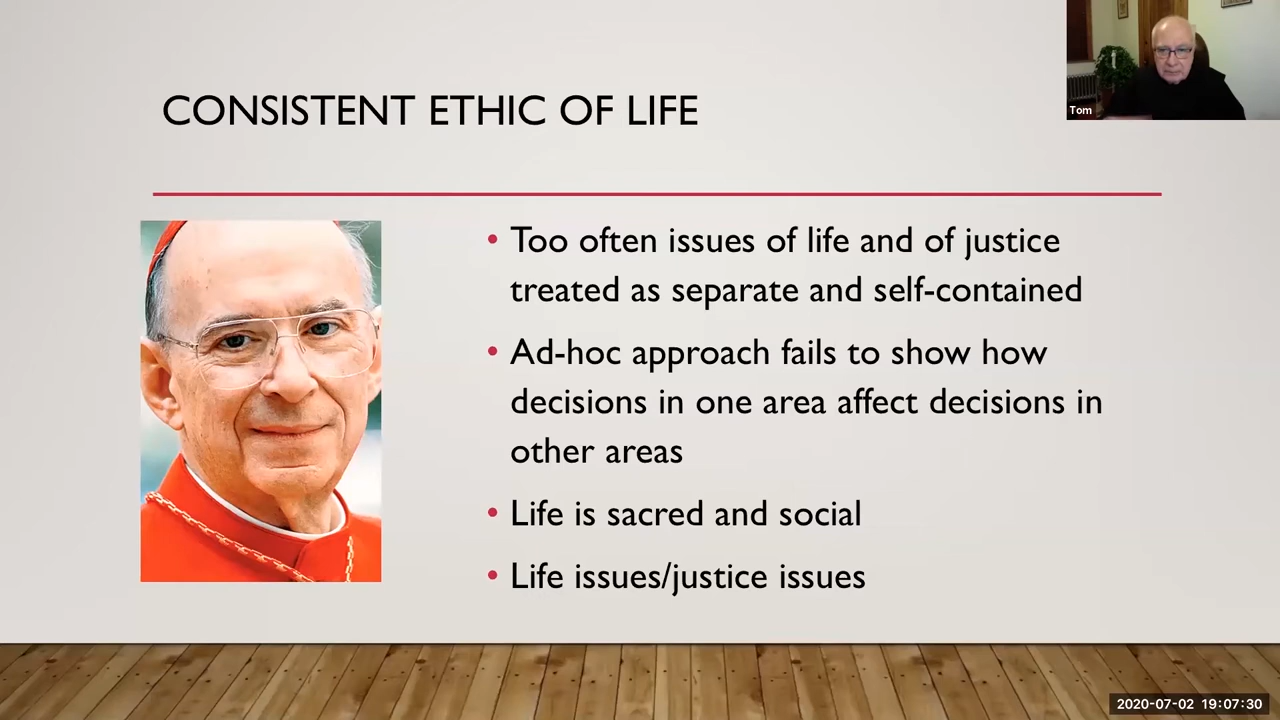 CONSISTENT ETHIC OF LIFE
Tom
• Too often issues of life and of justice
treated as separate and self-contained
• Ad-hoc approach fails to show how
decisions in one area affect decisions in
other areas
• Life is sacred and social
• Life issues/justice issues
2020-07-02 19:07:30